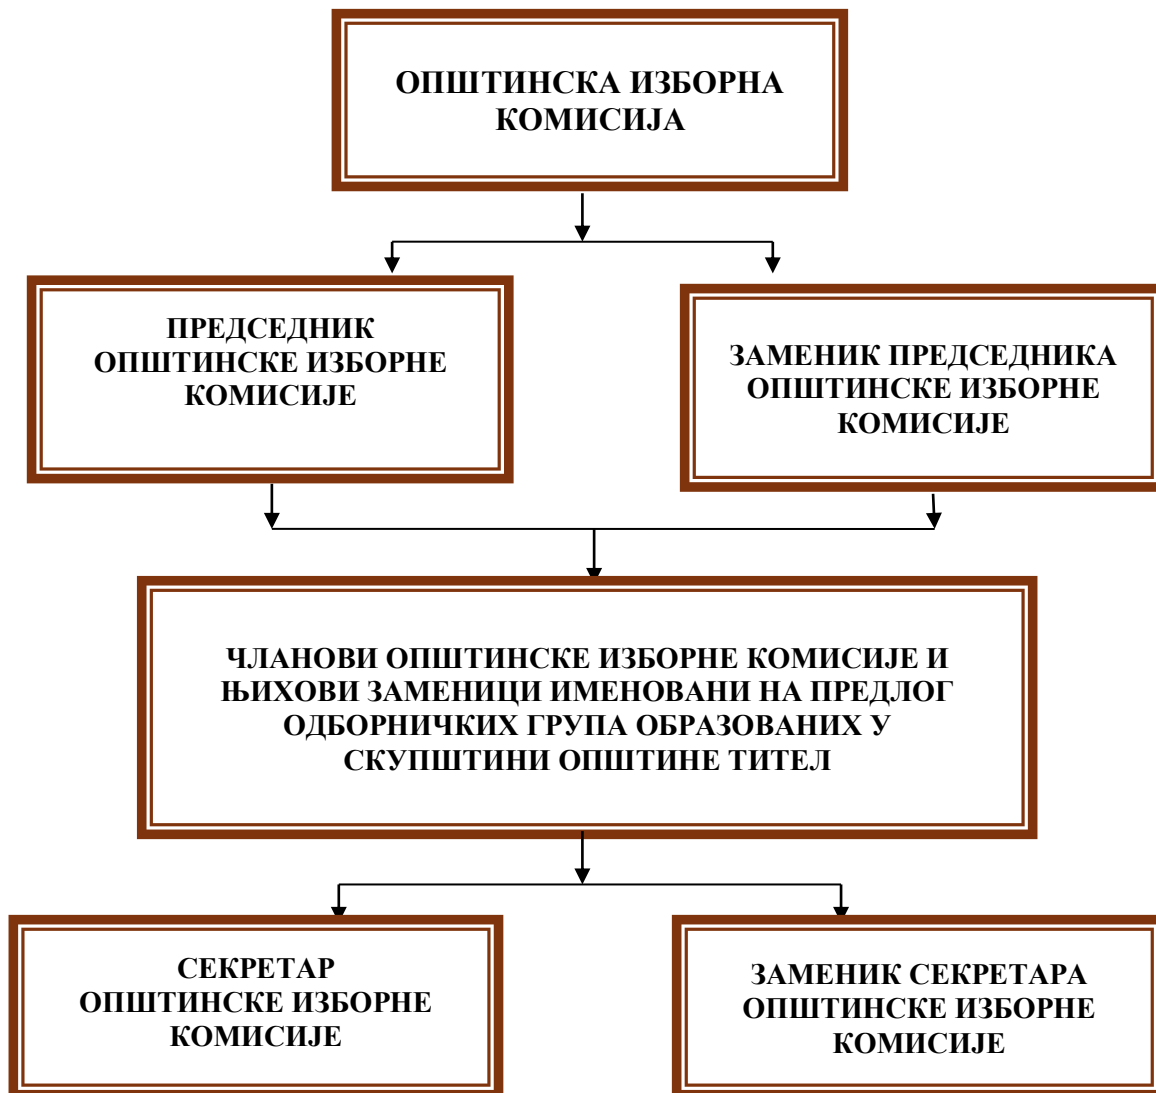 ОПШТИНСКА ИЗБОРНА
КОМИСИЈА
ПРЕДСЕДНИК
ОПШТИНСКЕ ИЗБОРНЕ
КОМИСИЈЕ
ЗАМЕНИК ПРЕДСЕДНИКА
ОПШТИНСКЕ ИЗБОРНЕ
КОМИСИЈЕ
ЧЛАНОВИ ОПШТИНСКЕ ИЗБОРНЕ КОМИСИЈЕ И
ЊИХОВИ ЗАМЕНИЦИ ИМЕНОВАНИ НА ПРЕДЛОГ
ОДБОРНИЧКИХ ГРУПА ОБРАЗОВАНИХ У
СКУПШТИНИ ОПШТИНЕ ТИТЕЛ
СЕКРЕТАР
ОПШТИНСКЕ ИЗБОРНЕ
КОМИСИЈЕ
ЗАМЕНИК СЕКРЕТАРА
ОПШТИНСКЕ ИЗБОРНЕ
КОМИСИЈЕ